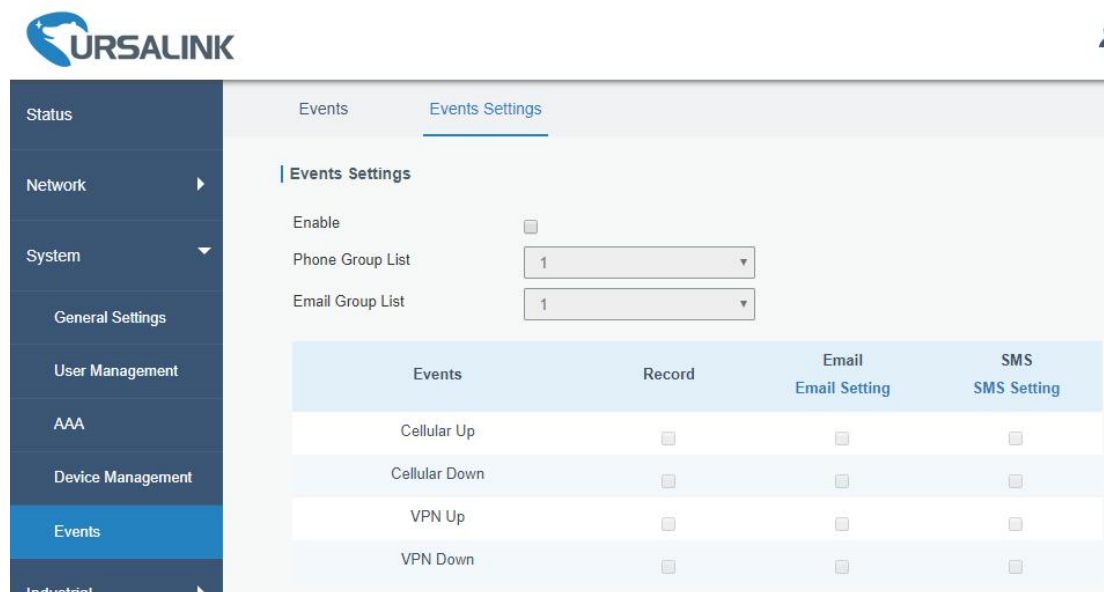 URSALINK
Status
Network
System
General Settings
User Management
AAA
Device Management
Events
Industrial
Events Events Settings
Events Settings
Enable
Phone Group List 1
Email Group List 1
Events Record Email SMS
Email Setting SMS Setting
Cellular Up
Cellular Down
VPN Up
VPN Down